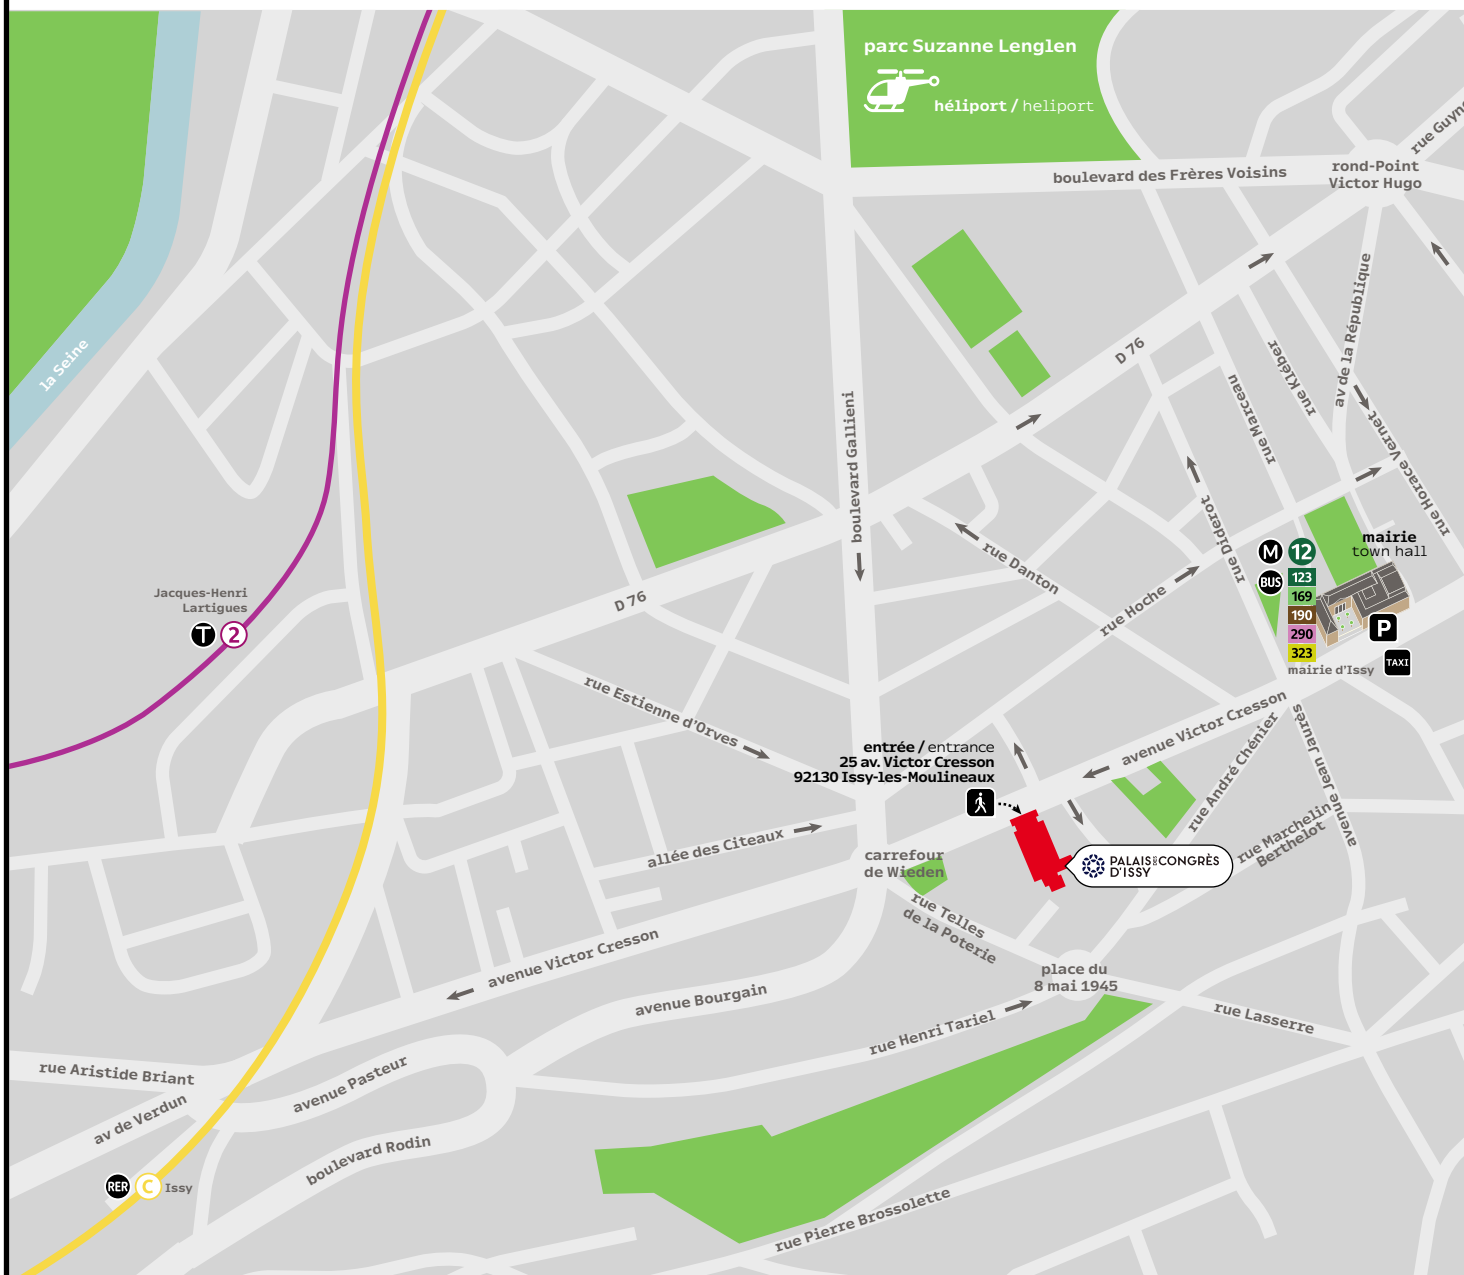 parc Suzanne Lenglen
héliport / heliport
rue Guyn
boulevard des Frères Voisins
rond-Point
Victor Hugo
la Seine
D 76
av de la République
rue Kléber
rue Marceau
rue Horace Vernet
boulevard Gallieni
rue Diderot
mairie
town hall
M 12
BUS 123
169
190
290
323
P
TAXI
mairie d'Issy
rue Danton
rue Hoche
Jacques-Henri
Lartigues
T 2
D 76
rue Estienne d'Orves
entrée / entrance
25 av. Victor Cresson
92130 Issy-les-Moulineaux
avenue Victor Cresson
rue André Chénier
avenue Jean Jaurès
rue Marchelin
Berthelot
allée des Citeaux
carrefour
de Wieden
PALAIS DES CONGRÈS
D'ISSY
rue Telles
de la Poterie
avenue Victor Cresson
place du
8 mai 1945
avenue Bourgain
rue Henri Tariel
rue Lasserre
rue Aristide Briant
avenue Pasteur
av de Verdun
boulevard Rodin
RER C Issy
rue Pierre Brossolette